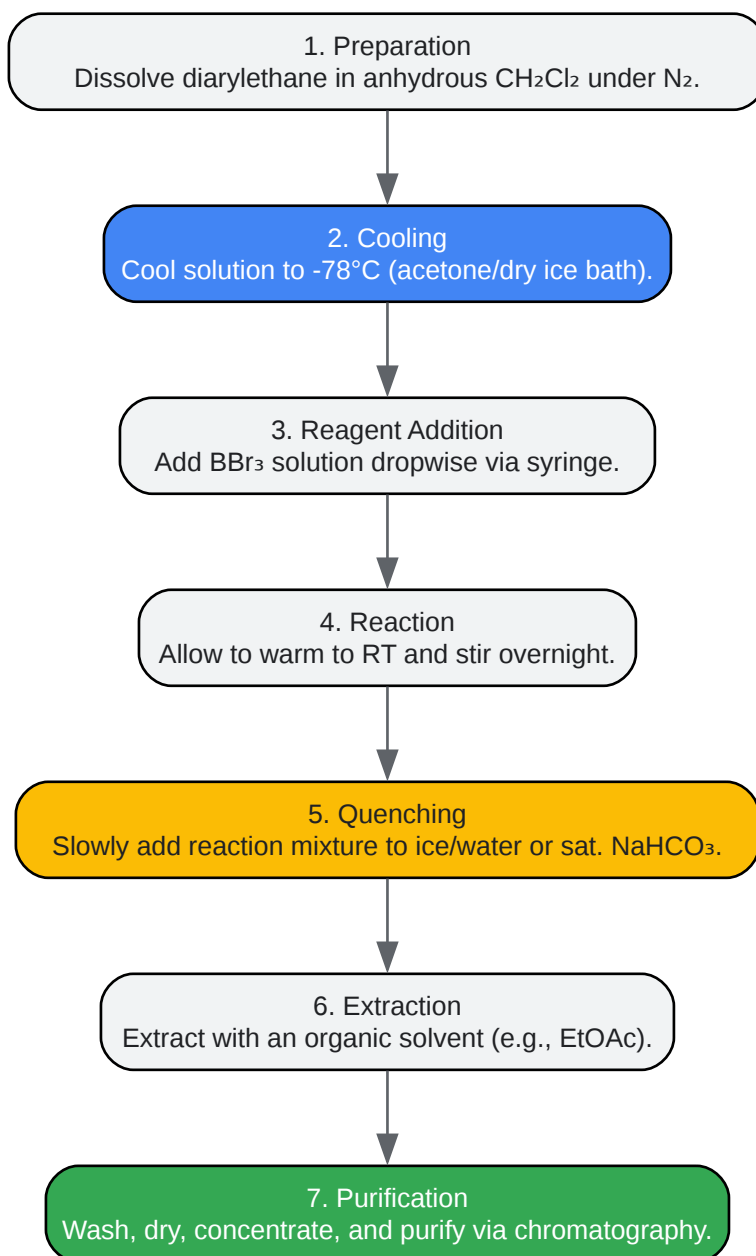 1. Preparation
Dissolve diarylethane in anhydrous CH₂Cl₂ under N₂.
2. Cooling
Cool solution to -78°C (acetone/dry ice bath).
3. Reagent Addition
Add BBr₃ solution dropwise via syringe.
4. Reaction
Allow to warm to RT and stir overnight.
5. Quenching
Slowly add reaction mixture to ice/water or sat. NaHCO₃.
6. Extraction
Extract with an organic solvent (e.g., EtOAc).
7. Purification
Wash, dry, concentrate, and purify via chromatography.